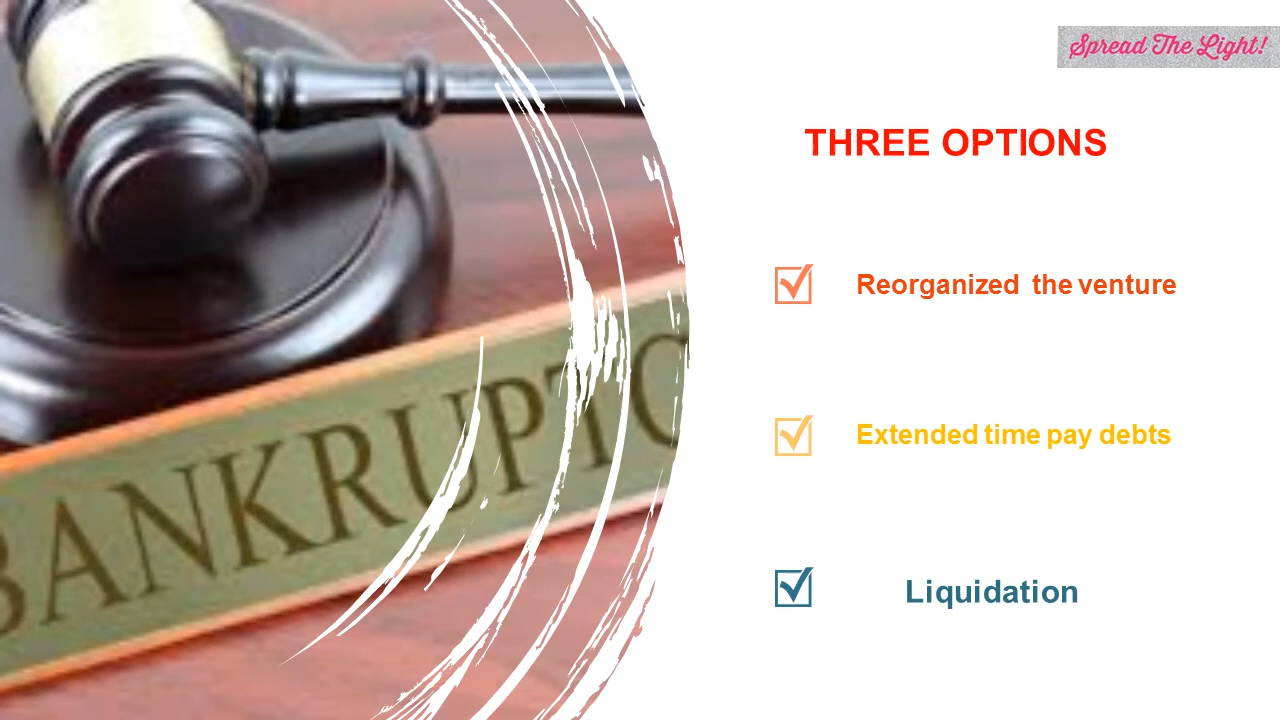 Spread The Light!
THREE OPTIONS
Reorganized the venture
Extended time pay debts
Liquidation
BANKRUPTC